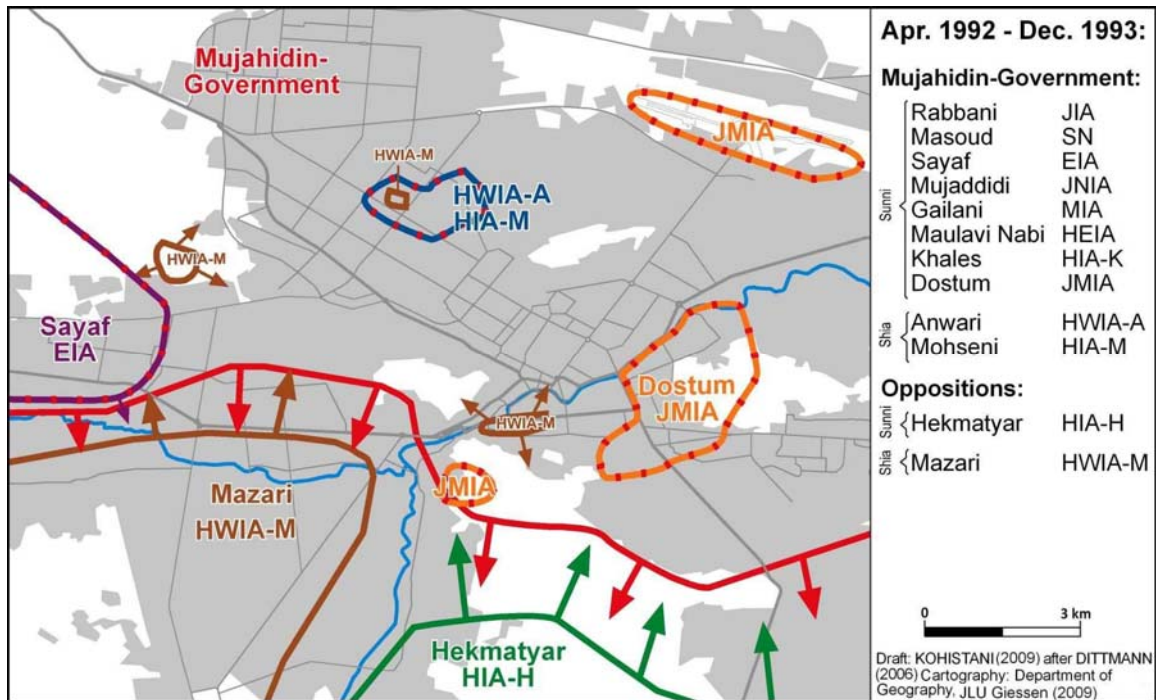 Mujahidin-
Government
JMIA
HWIA-M
HWIA-A
HIA-M
HWIA-M
Sayaf
EIA
Dostum
JMIA
HWIA-M
JMIA
Mazari
HWIA-M
Hekmatyar
HIA-H
Apr. 1992 - Dec. 1993:
Mujahidin-Government:
Sunni
Rabbani JIA
Masoud SN
Sayaf EIA
Mujaddidi JNIA
Gailani MIA
Maulavi Nabi HEIA
Khales HIA-K
Dostum JMIA
Shia
Anwari HWIA-A
Mohseni HIA-M
Oppositions:
Sunni
Hekmatyar HIA-H
Shia
Mazari HWIA-M
0 3 km
Draft: KOHISTANI (2009) after DITTMANN
(2006) Cartography: Department of
Geography, JLU Giessen (2009)